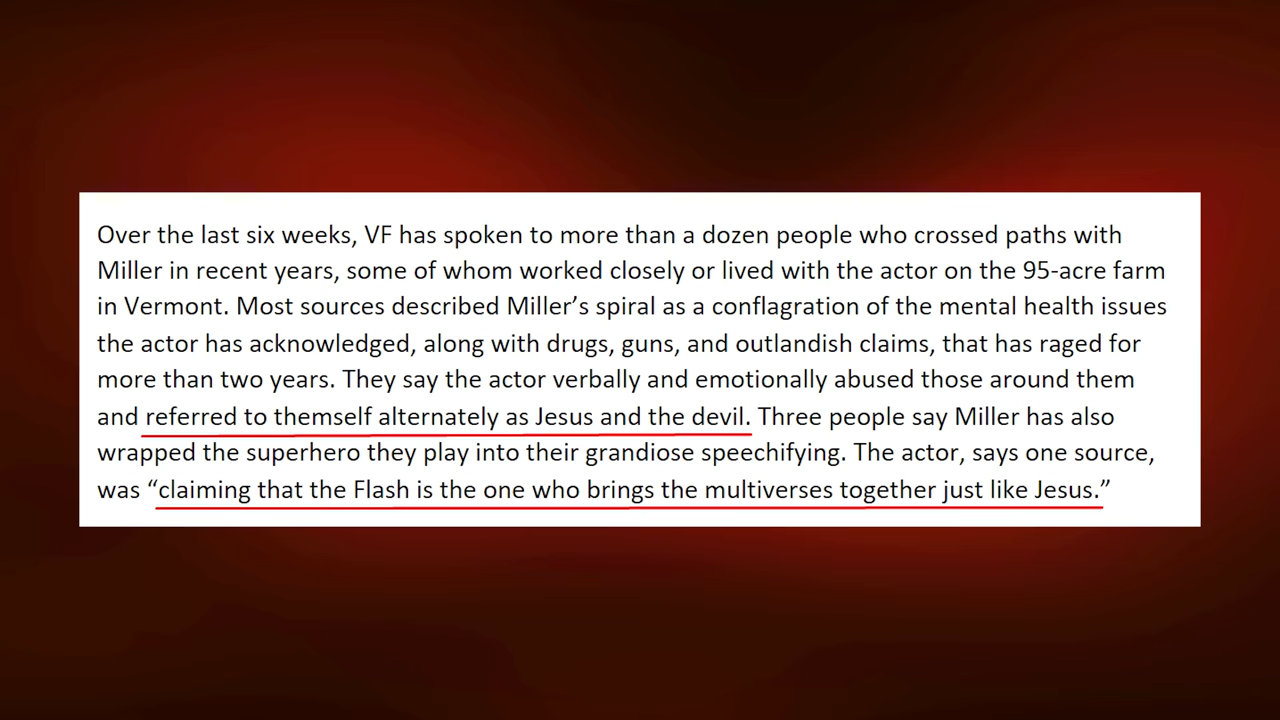 Over the last six weeks, VF has spoken to more than a dozen people who crossed paths with
Miller in recent years, some of whom worked closely or lived with the actor on the 95-acre farm
in Vermont. Most sources described Miller’s spiral as a conflagration of the mental health issues
the actor has acknowledged, along with drugs, guns, and outlandish claims, that has raged for
more than two years. They say the actor verbally and emotionally abused those around them
and referred to themself alternately as Jesus and the devil. Three people say Miller has also
wrapped the superhero they play into their grandiose speechifying. The actor, says one source,
was “claiming that the Flash is the one who brings the multiverses together just like Jesus.”